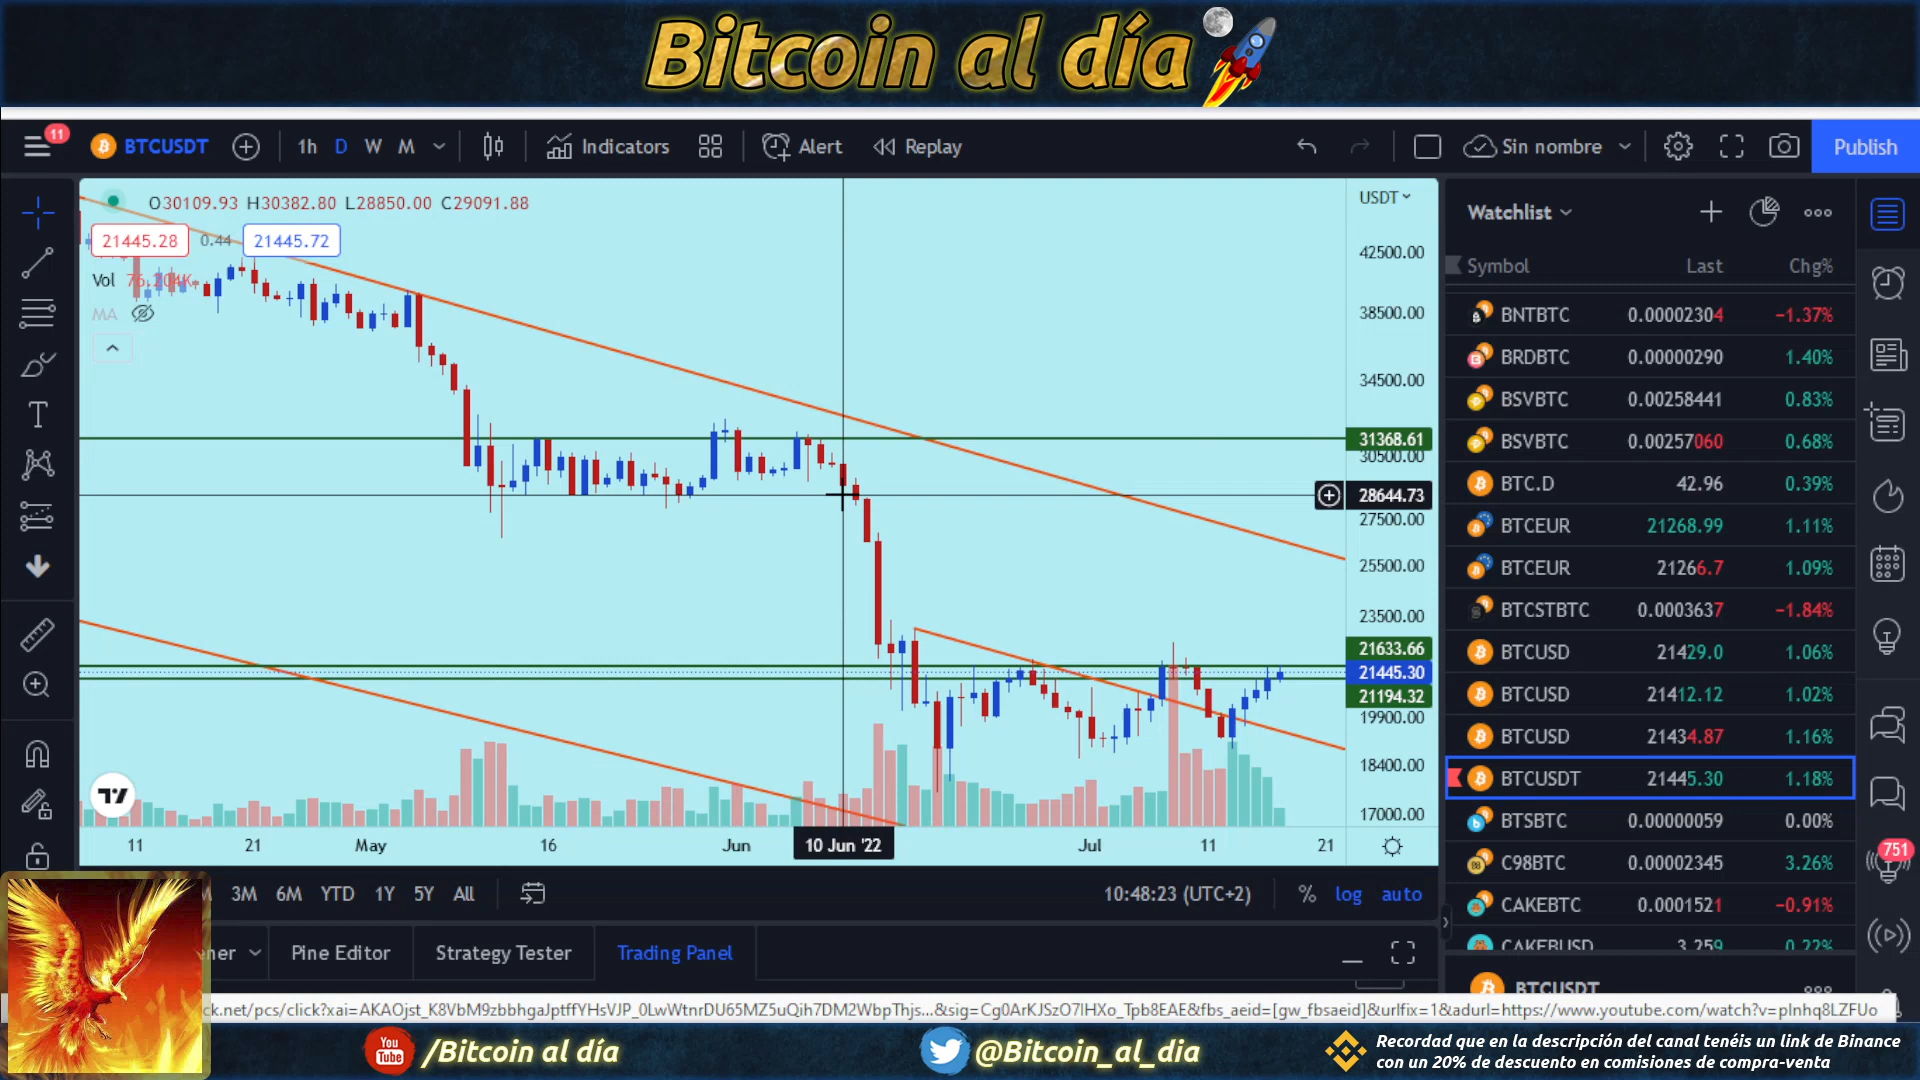 Bitcoin al día
11
BTCUSDT
1h D W M
Indicators
Alert
Replay
Sin nombre
Publish
O30109.93 H30382.80 L28850.00 C29091.88
21445.28 0.44 21445.72
Vol
MA
USDT
42500.00
38500.00
34500.00
31368.61
30500.00
28644.73
27500.00
25500.00
23500.00
21633.66
21445.30
21194.32
19900.00
18400.00
17000.00
11 21 May 16 Jun 10 Jun '22 Jul 11 21
3M 6M YTD 1Y 5Y All
10:48:23 (UTC+2)
% log auto
ner Pine Editor Strategy Tester Trading Panel
Watchlist
Symbol Last Chg%
BNTBTC 0.00002304 −1.37%
BRDBTC 0.00000290 1.40%
BSVBTC 0.00258441 0.83%
BSVBTC 0.00257060 0.68%
BTC.D 42.96 0.39%
BTCEUR 21268.99 1.11%
BTCEUR 21266.7 1.09%
BTCSTBTC 0.0003637 −1.84%
BTCUSD 21429.0 1.06%
BTCUSD 21412.12 1.02%
BTCUSD 21434.87 1.16%
BTCUSDT 21445.30 1.18%
BTSBTC 0.00000059 0.00%
C98BTC 0.00002345 3.26%
CAKEBTC 0.0001521 −0.91%
CAKEBUSD 3.259 0.22%
BTCUSDT
751
ck.net/pcs/click?xai=AKAOjst_K8VbM9zbbhgaJptffYHsVJP_0LwWtnrDU65MZ5uQih7DM2WbpThjs...&sig=Cg0ArKJSzO7lHXo_Tpb8EAE&fbs_aeid=[gw_fbsaeid]&urlfix=1&adurl=https://www.youtube.com/watch?v=plnhq8LZFUo
You
Tube
/Bitcoin al día
@Bitcoin_al_dia
Recordad que en la descripción del canal tenéis un link de Binance
con un 20% de descuento en comisiones de compra-venta